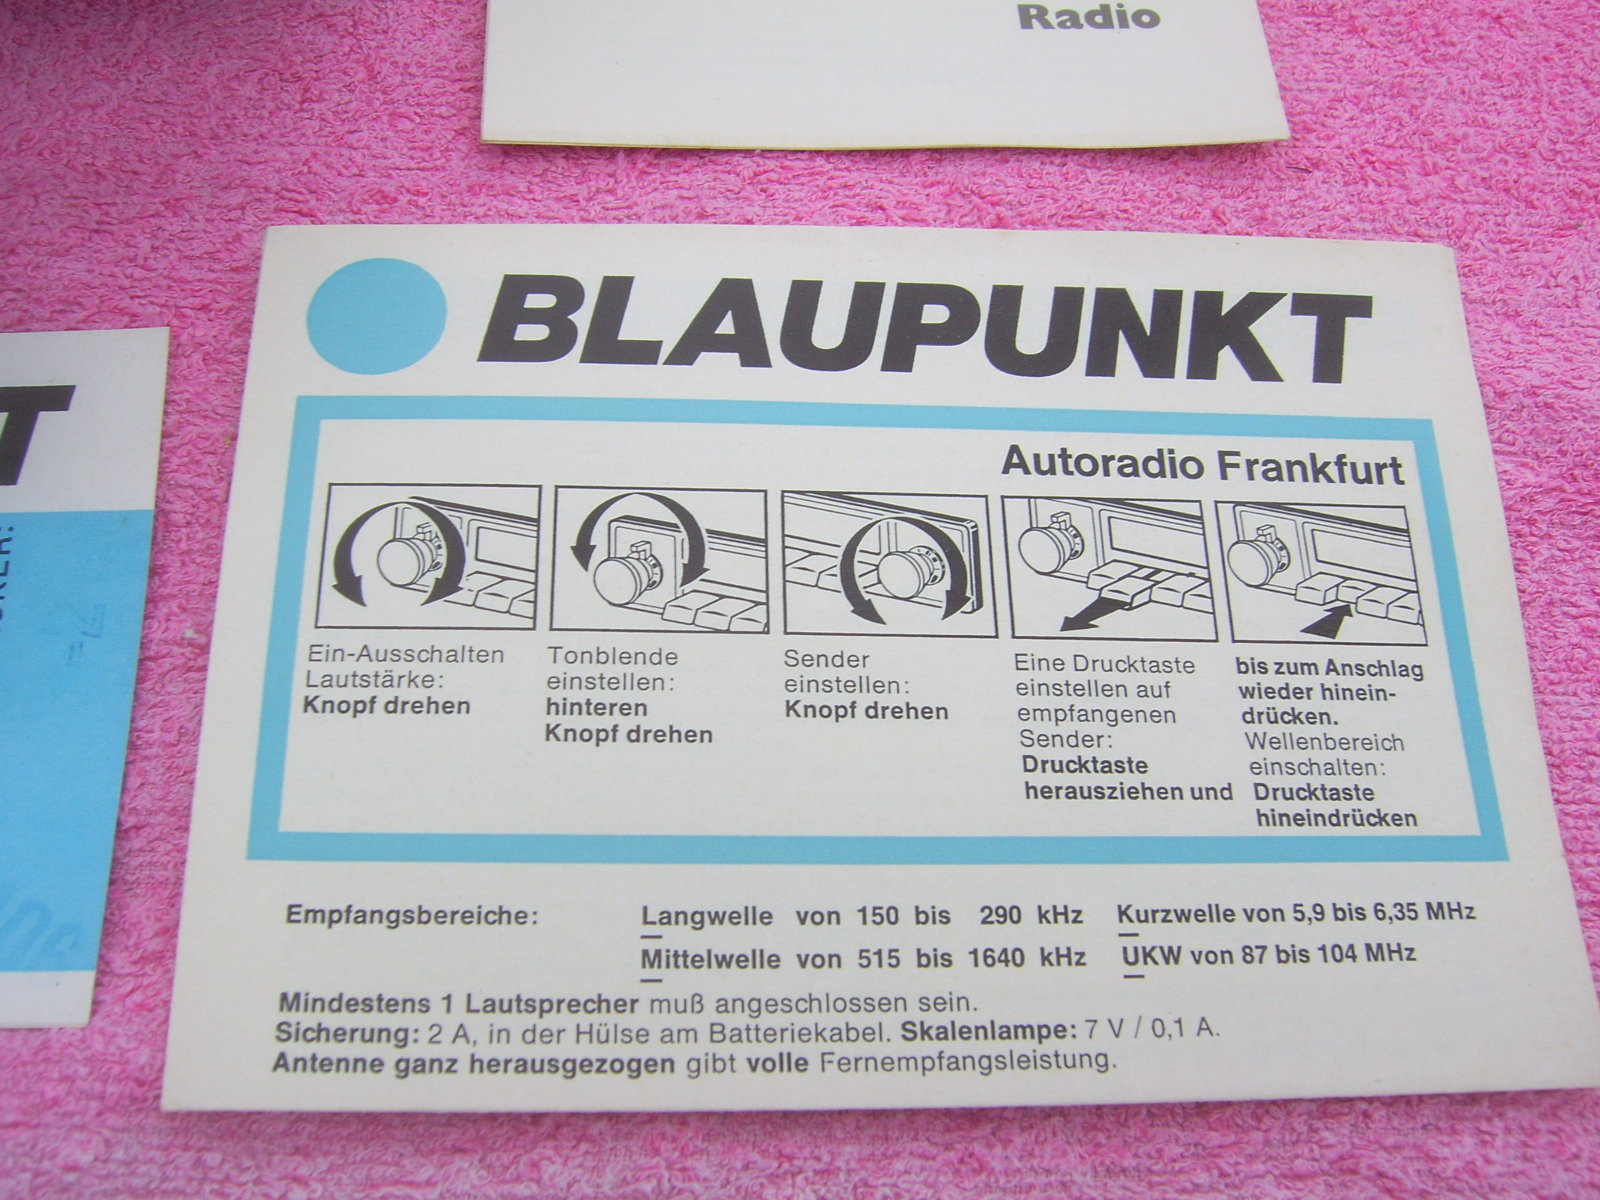 Radio
BLAUPUNKT
Autoradio Frankfurt
Ein-Ausschalten
Lautstärke:
Knopf drehen
Tonblende
einstellen:
hinteren
Knopf drehen
Sender
einstellen:
Knopf drehen
Eine Drucktaste
einstellen auf
empfangenen
Sender:
Drucktaste
herausziehen und
bis zum Anschlag
wieder hinein-
drücken.
Wellenbereich
einschalten:
Drucktaste
hineindrücken
Empfangsbereiche:
Langwelle von 150 bis 290 kHz
Kurzwelle von 5,9 bis 6,35 MHz
Mittelwelle von 515 bis 1640 kHz
UKW von 87 bis 104 MHz
Mindestens 1 Lautsprecher muß angeschlossen sein.
Sicherung: 2 A, in der Hülse am Batteriekabel. Skalenlampe: 7 V / 0,1 A.
Antenne ganz herausgezogen gibt volle Fernempfangsleistung.
T